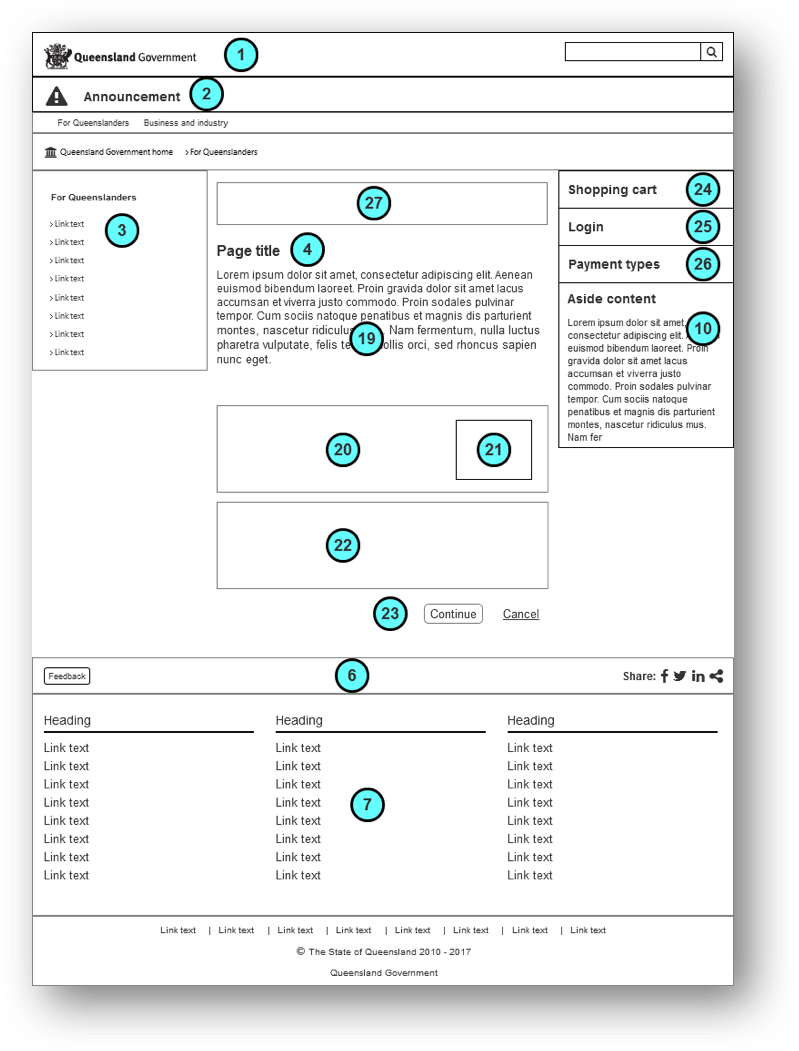 Queensland Government
1
Announcement
2
For Queenslanders Business and industry
Queensland Government home > For Queenslanders
For Queenslanders
> Link text
3
> Link text
> Link text
> Link text
> Link text
> Link text
> Link text
> Link text
27
Page title
4
Lorem ipsum dolor sit amet, consectetur adipiscing elit. Aenean
euismod bibendum laoreet. Proin gravida dolor sit amet lacus
accumsan et viverra justo commodo. Proin sodales pulvinar
tempor. Cum sociis natoque penatibus et magnis dis parturient
montes, nascetur ridiculus Nam fermentum, nulla luctus
pharetra vulputate, felis orci, sed rhoncus sapien
nunc eget.
19
20
21
22
23
Continue Cancel
Shopping cart
24
Login
25
Payment types
26
Aside content
10
Lorem ipsum dolor sit amet,
consectetur adipiscing elit.
euismod bibendum laoreet. Proin
gravida dolor sit amet lacus
accumsan et viverra justo
commodo. Proin sodales pulvinar
tempor. Cum sociis natoque
penatibus et magnis dis parturient
montes, nascetur ridiculus mus.
Nam fer
Feedback
6
Share:
Heading
Link text
Link text
Link text
Link text
Link text
Link text
Link text
Link text
Heading
Link text
Link text
Link text
Link text
7
Link text
Link text
Link text
Link text
Heading
Link text
Link text
Link text
Link text
Link text
Link text
Link text
Link text
Link text | Link text | Link text | Link text | Link text | Link text | Link text | Link text
© The State of Queensland 2010 - 2017
Queensland Government